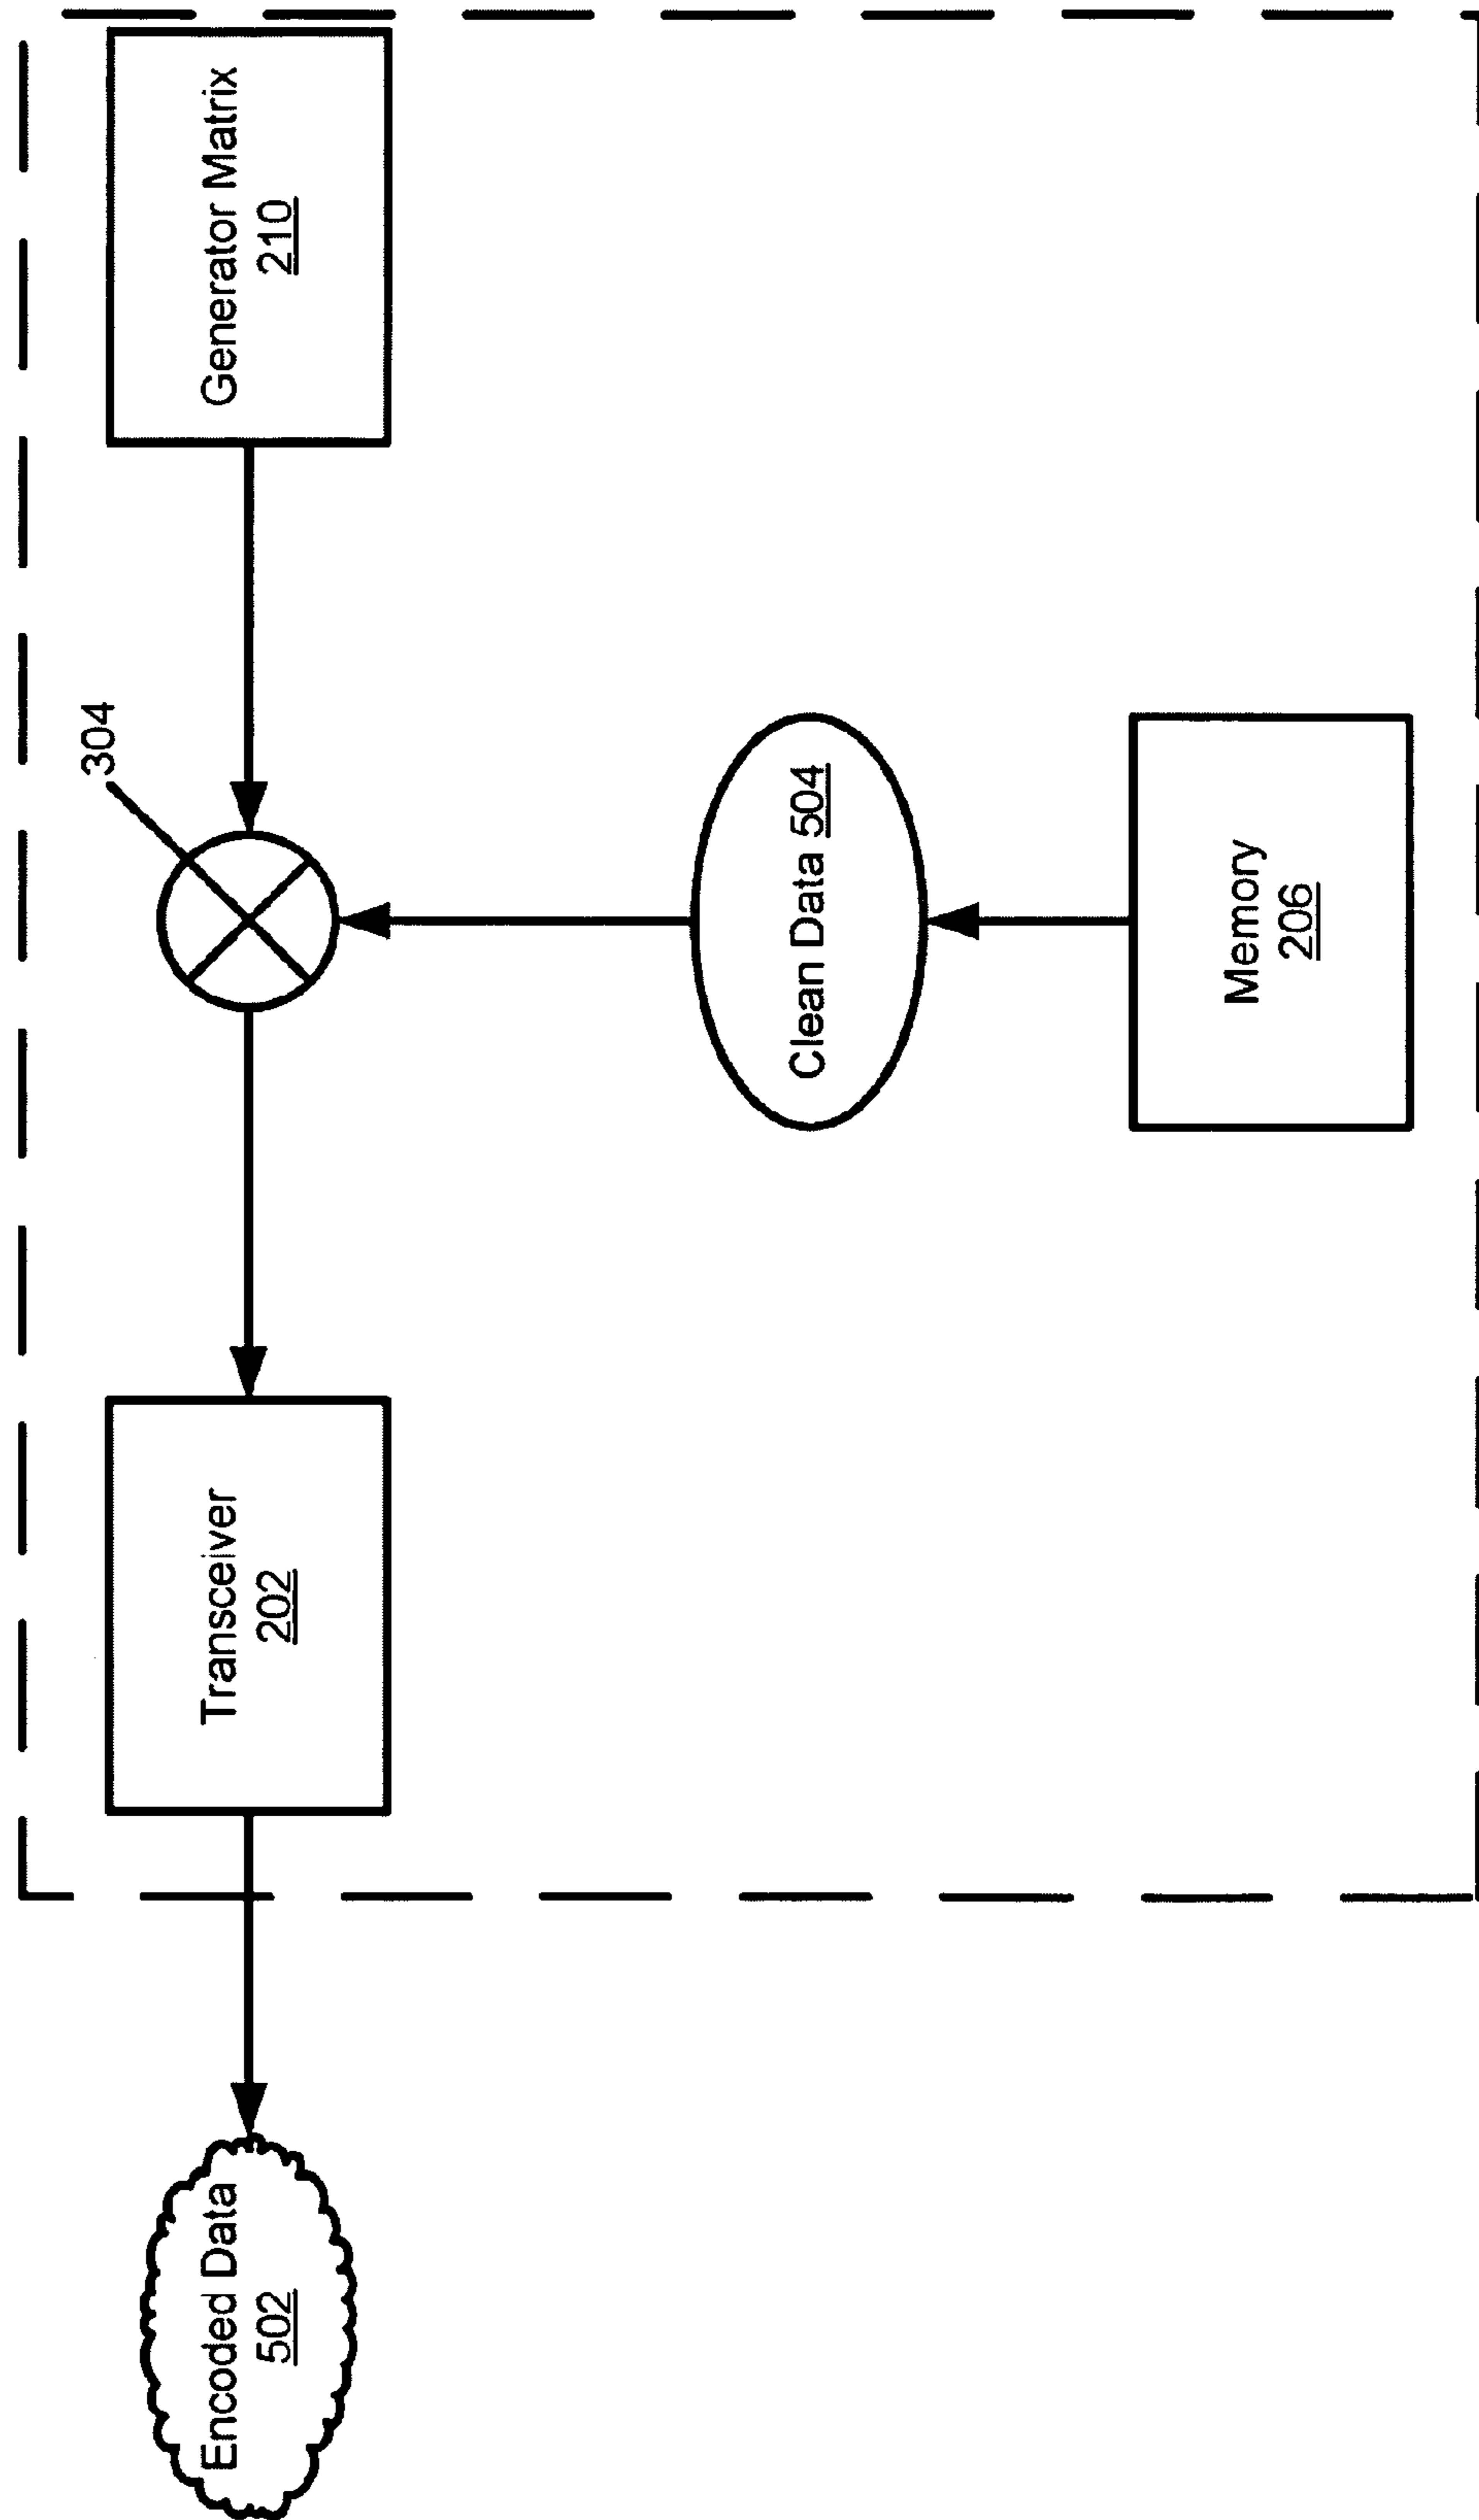 Encoded Data
502
Transceiver
202
304
Generator Matrix
210
Clean Data 504
Memory
206